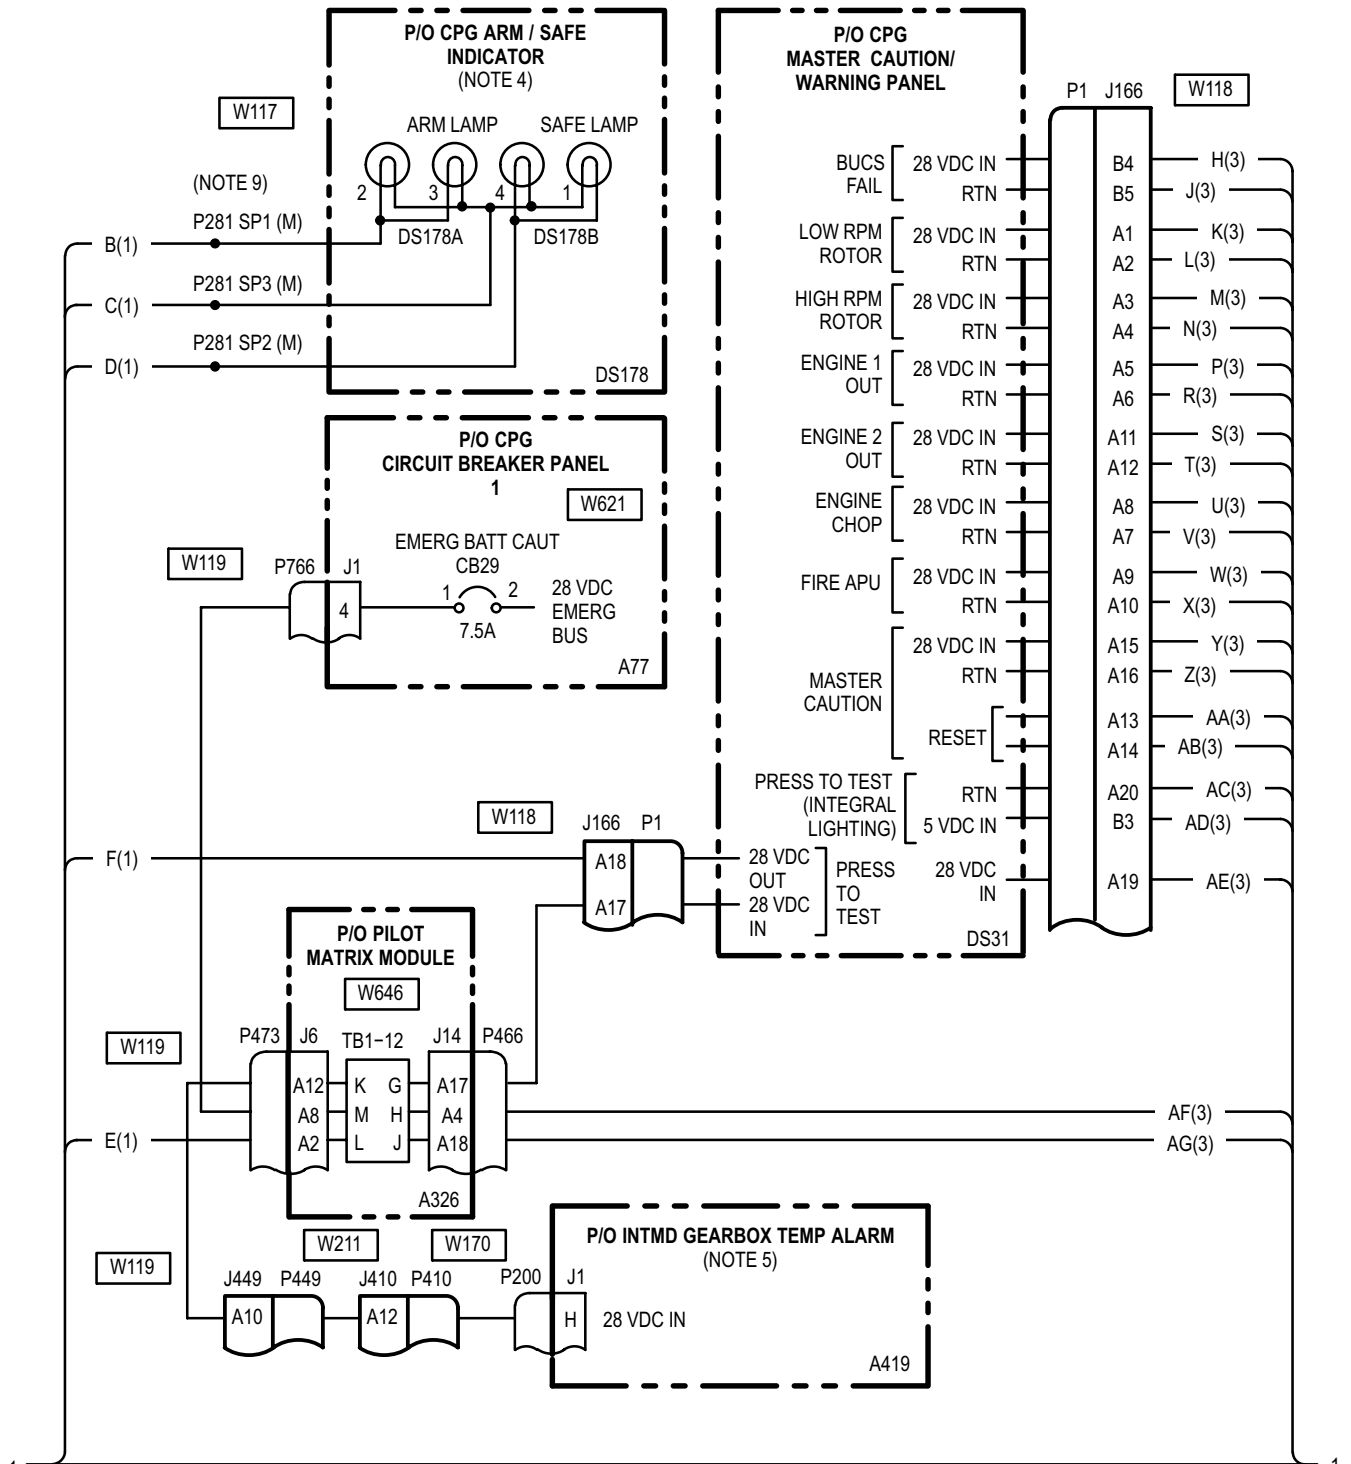 P/O CPG ARM / SAFE
INDICATOR
(NOTE 4)
W117
ARM LAMP
SAFE LAMP
2
3
4
1
(NOTE 9)
P281 SP1 (M)
DS178A
DS178B
B(1)
P281 SP3 (M)
C(1)
P281 SP2 (M)
D(1)
DS178
P/O CPG
CIRCUIT BREAKER PANEL
1
W621
EMERG BATT CAUT
CB29
W119
P766
J1
4
1
2
7.5A
28 VDC
EMERG
BUS
A77
P/O CPG
MASTER CAUTION/
WARNING PANEL
P1
J166
W118
BUCS
FAIL
28 VDC IN
B4
H(3)
RTN
B5
J(3)
LOW RPM
ROTOR
28 VDC IN
A1
K(3)
RTN
A2
L(3)
HIGH RPM
ROTOR
28 VDC IN
A3
M(3)
RTN
A4
N(3)
ENGINE 1
OUT
28 VDC IN
A5
P(3)
RTN
A6
R(3)
ENGINE 2
OUT
28 VDC IN
A11
S(3)
RTN
A12
T(3)
ENGINE
CHOP
28 VDC IN
A8
U(3)
RTN
A7
V(3)
FIRE APU
28 VDC IN
A9
W(3)
RTN
A10
X(3)
MASTER
CAUTION
28 VDC IN
A15
Y(3)
RTN
A16
Z(3)
RESET
A13
AA(3)
A14
AB(3)
PRESS TO TEST
(INTEGRAL
LIGHTING)
RTN
A20
AC(3)
5 VDC IN
B3
AD(3)
28 VDC
IN
A19
AE(3)
W118
J166
P1
F(1)
A18
28 VDC
OUT
A17
28 VDC
IN
PRESS
TO
TEST
DS31
P/O PILOT
MATRIX MODULE
W646
W119
P473
J6
TB1−12
J14
P466
A12
K
G
A17
A8
M
H
A4
AF(3)
E(1)
A2
L
J
A18
AG(3)
A326
W211
W170
W119
J449
P449
J410
P410
P200
J1
A10
A12
H
28 VDC IN
P/O INTMD GEARBOX TEMP ALARM
(NOTE 5)
A419